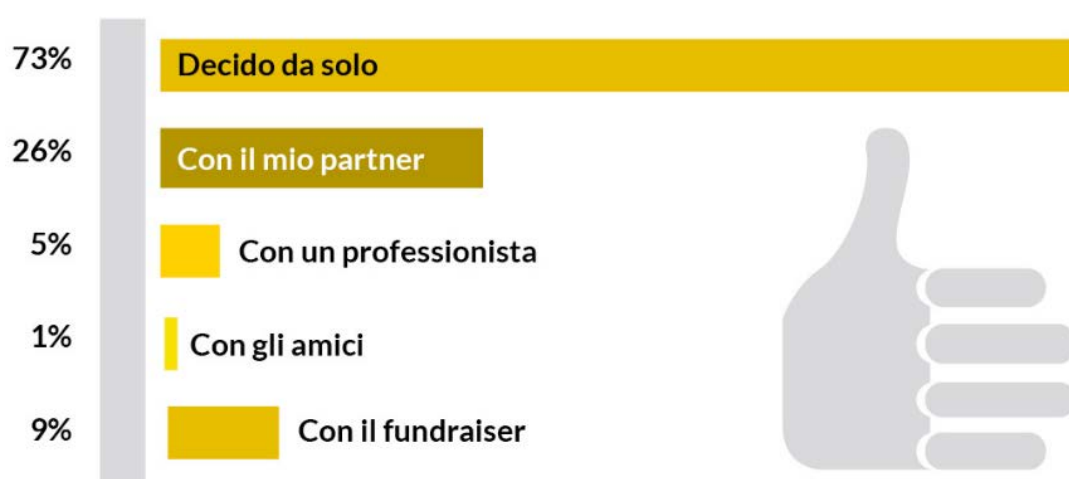 73% Decido da solo
26% Con il mio partner
5% Con un professionista
1% Con gli amici
9% Con il fundraiser